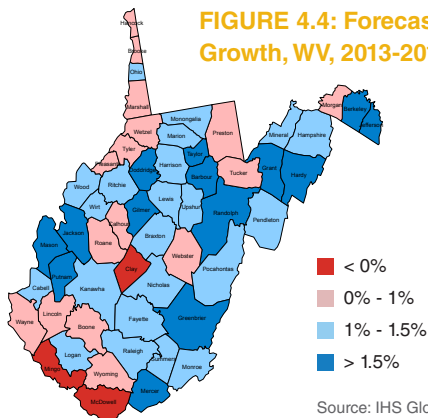 FIGURE 4.4: Forecas
Growth, WV, 2013-201
Hancock
Brooke
Ohio
Marshall
Wetzel
Monongalia
Marion
Preston
Morgan
Berkeley
Jefferson
Mineral
Hampshire
Tyler
Pleasants
Doddridge
Harrison
Taylor
Barbour
Tucker
Grant
Hardy
Wood
Ritchie
Wirt
Gilmer
Lewis
Upshur
Randolph
Pendleton
Mason
Jackson
Calhoun
Roane
Braxton
Webster
Pocahontas
Putnam
Cabell
Kanawha
Clay
Nicholas
Wayne
Lincoln
Boone
Fayette
Greenbrier
Mingo
Logan
Raleigh
Summers
Monroe
Wyoming
McDowell
Mercer
< 0%
0% - 1%
1% - 1.5%
> 1.5%
Source: IHS Glo